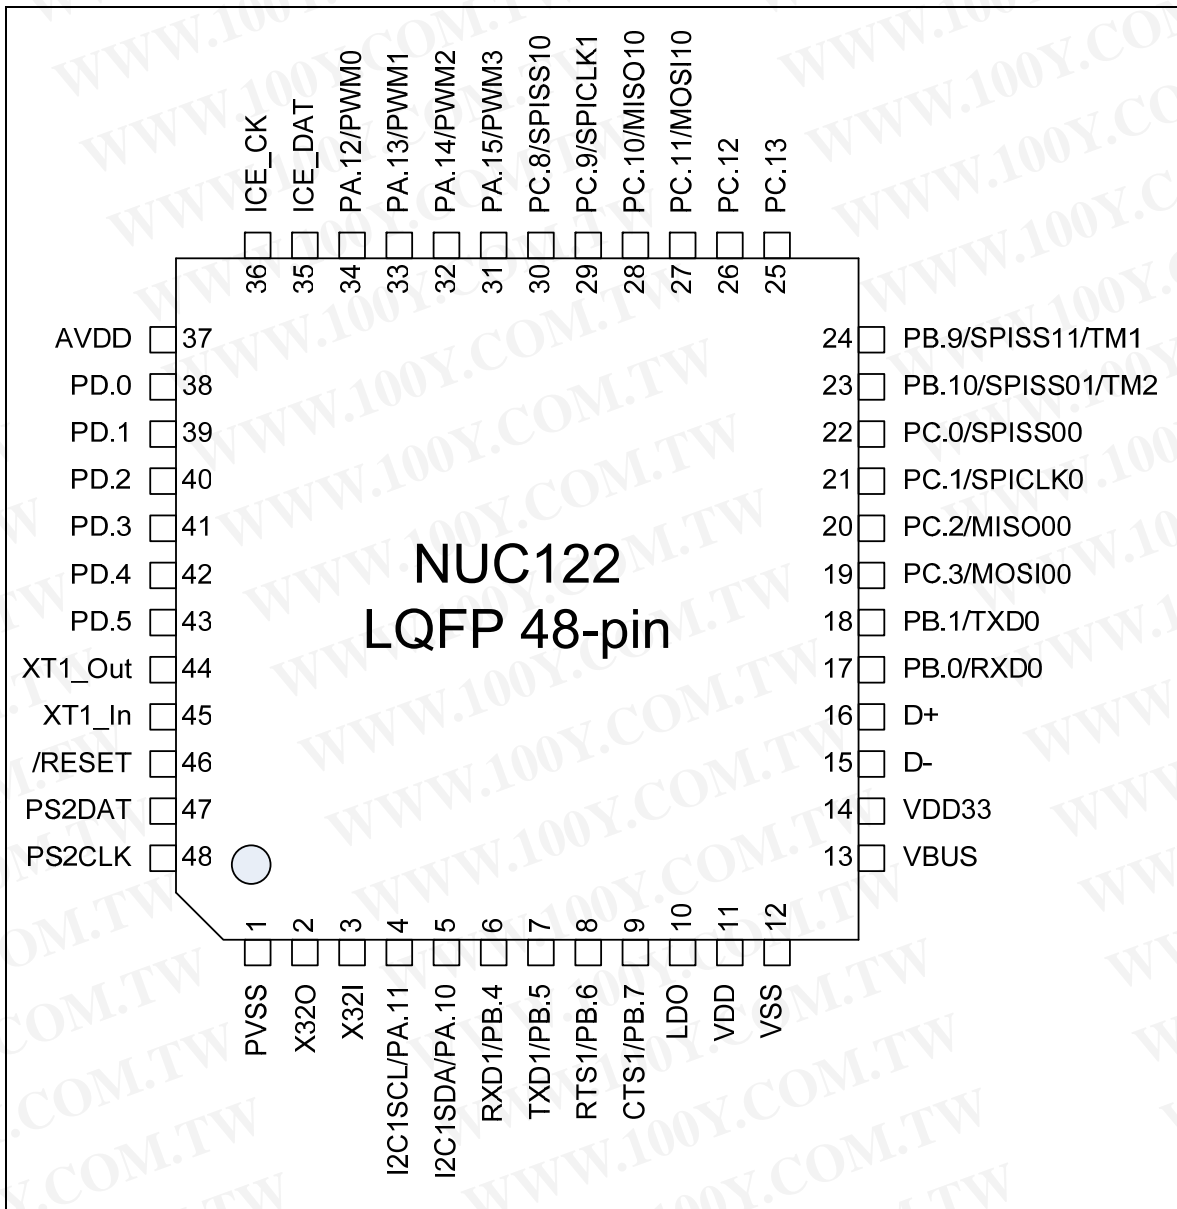 ICE_CK
ICE_DAT
PA.12/PWM0
PA.13/PWM1
PA.14/PWM2
PA.15/PWM3
PC.8/SPISS10
PC.9/SPICLK1
PC.10/MISO10
PC.11/MOSI10
PC.12
PC.13
36
35
34
33
32
31
30
29
28
27
26
25
AVDD 37
PD.0 38
PD.1 39
PD.2 40
PD.3 41
PD.4 42
PD.5 43
XT1_Out 44
XT1_In 45
/RESET 46
PS2DAT 47
PS2CLK 48
NUC122
LQFP 48-pin
24 PB.9/SPISS11/TM1
23 PB.10/SPISS01/TM2
22 PC.0/SPISS00
21 PC.1/SPICLK0
20 PC.2/MISO00
19 PC.3/MOSI00
18 PB.1/TXD0
17 PB.0/RXD0
16 D+
15 D-
14 VDD33
13 VBUS
1
2
3
4
5
6
7
8
9
10
11
12
PVSS
X32O
X32I
I2C1SCL/PA.11
I2C1SDA/PA.10
RXD1/PB.4
TXD1/PB.5
RTS1/PB.6
CTS1/PB.7
LDO
VDD
VSS
WWW.100Y.COM.TW